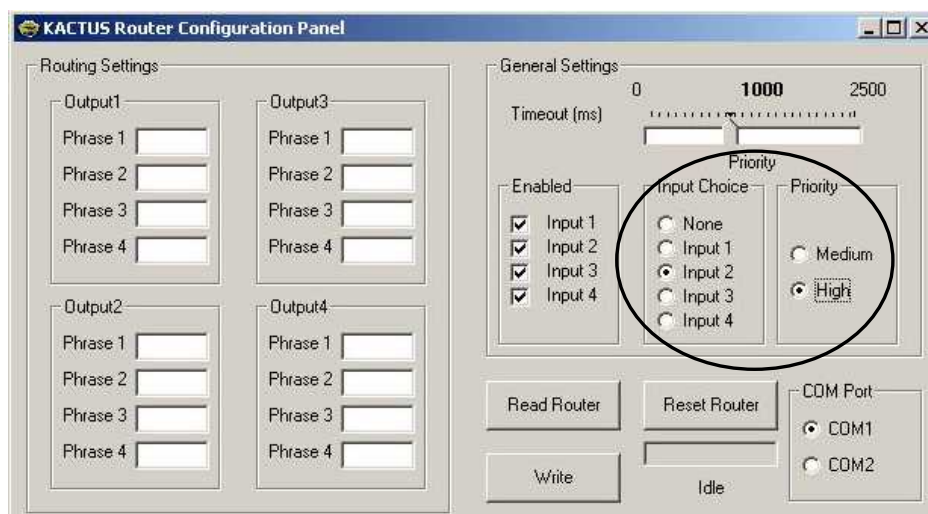 KACTUS Router Configuration Panel
Routing Settings
Output1
Phrase 1
Phrase 2
Phrase 3
Phrase 4
Output3
Phrase 1
Phrase 2
Phrase 3
Phrase 4
Output2
Phrase 1
Phrase 2
Phrase 3
Phrase 4
Output4
Phrase 1
Phrase 2
Phrase 3
Phrase 4
General Settings
0 1000 2500
Timeout (ms)
Priority
Enabled
Input 1
Input 2
Input 3
Input 4
Input Choice
None
Input 1
Input 2
Input 3
Input 4
Priority
Medium
High
Read Router
Reset Router
Write
Idle
COM Port
COM1
COM2